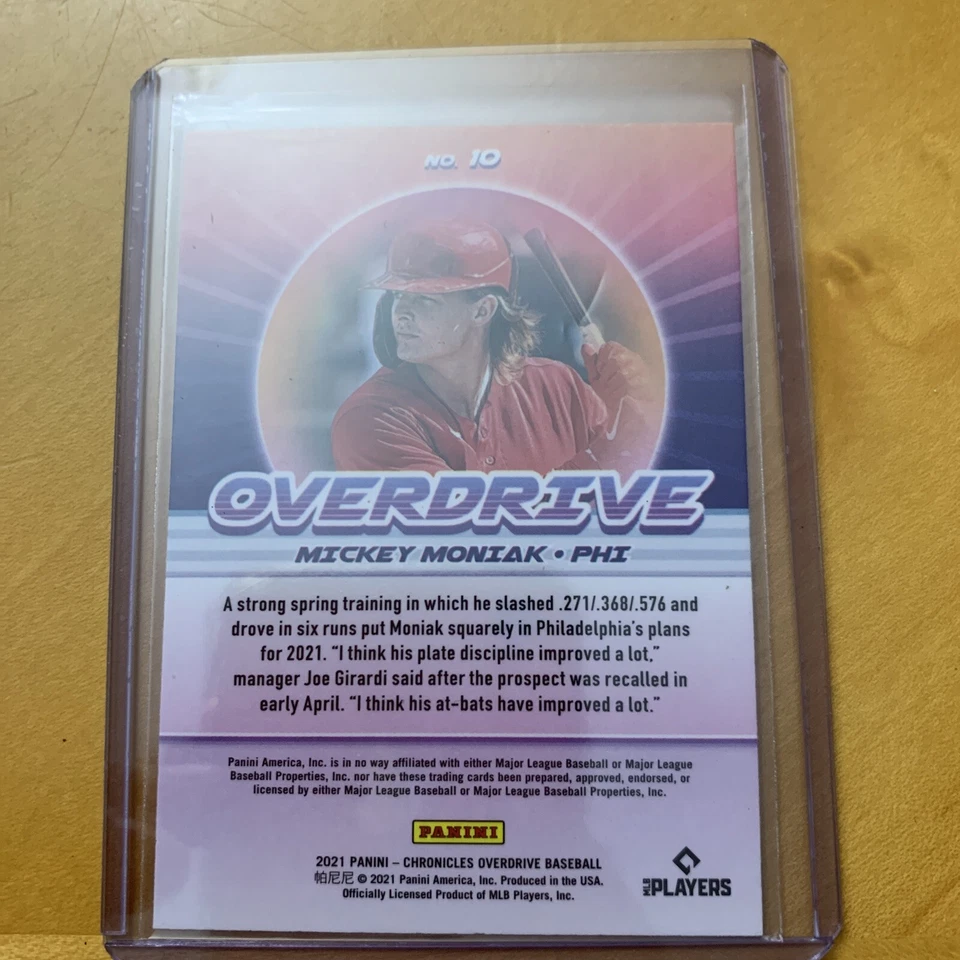 NO. 10
OVERDRIVE
MICKEY MONIAK • PHI
A strong spring training in which he slashed .271/.368/.576 and
drove in six runs put Moniak squarely in Philadelphia's plans
for 2021. "I think his plate discipline improved a lot,"
manager Joe Girardi said after the prospect was recalled in
early April. "I think his at-bats have improved a lot."
Panini America, Inc. is in no way affiliated with either Major League Baseball or Major League
Baseball Properties, Inc. nor have these trading cards been prepared, approved, endorsed, or
licensed by either Major League Baseball or Major League Baseball Properties, Inc.
PANINI
2021 PANINI – CHRONICLES OVERDRIVE BASEBALL
帕尼尼 © 2021 Panini America, Inc. Produced in the USA.
Officially Licensed Product of MLB Players, Inc.
MLB PLAYERS